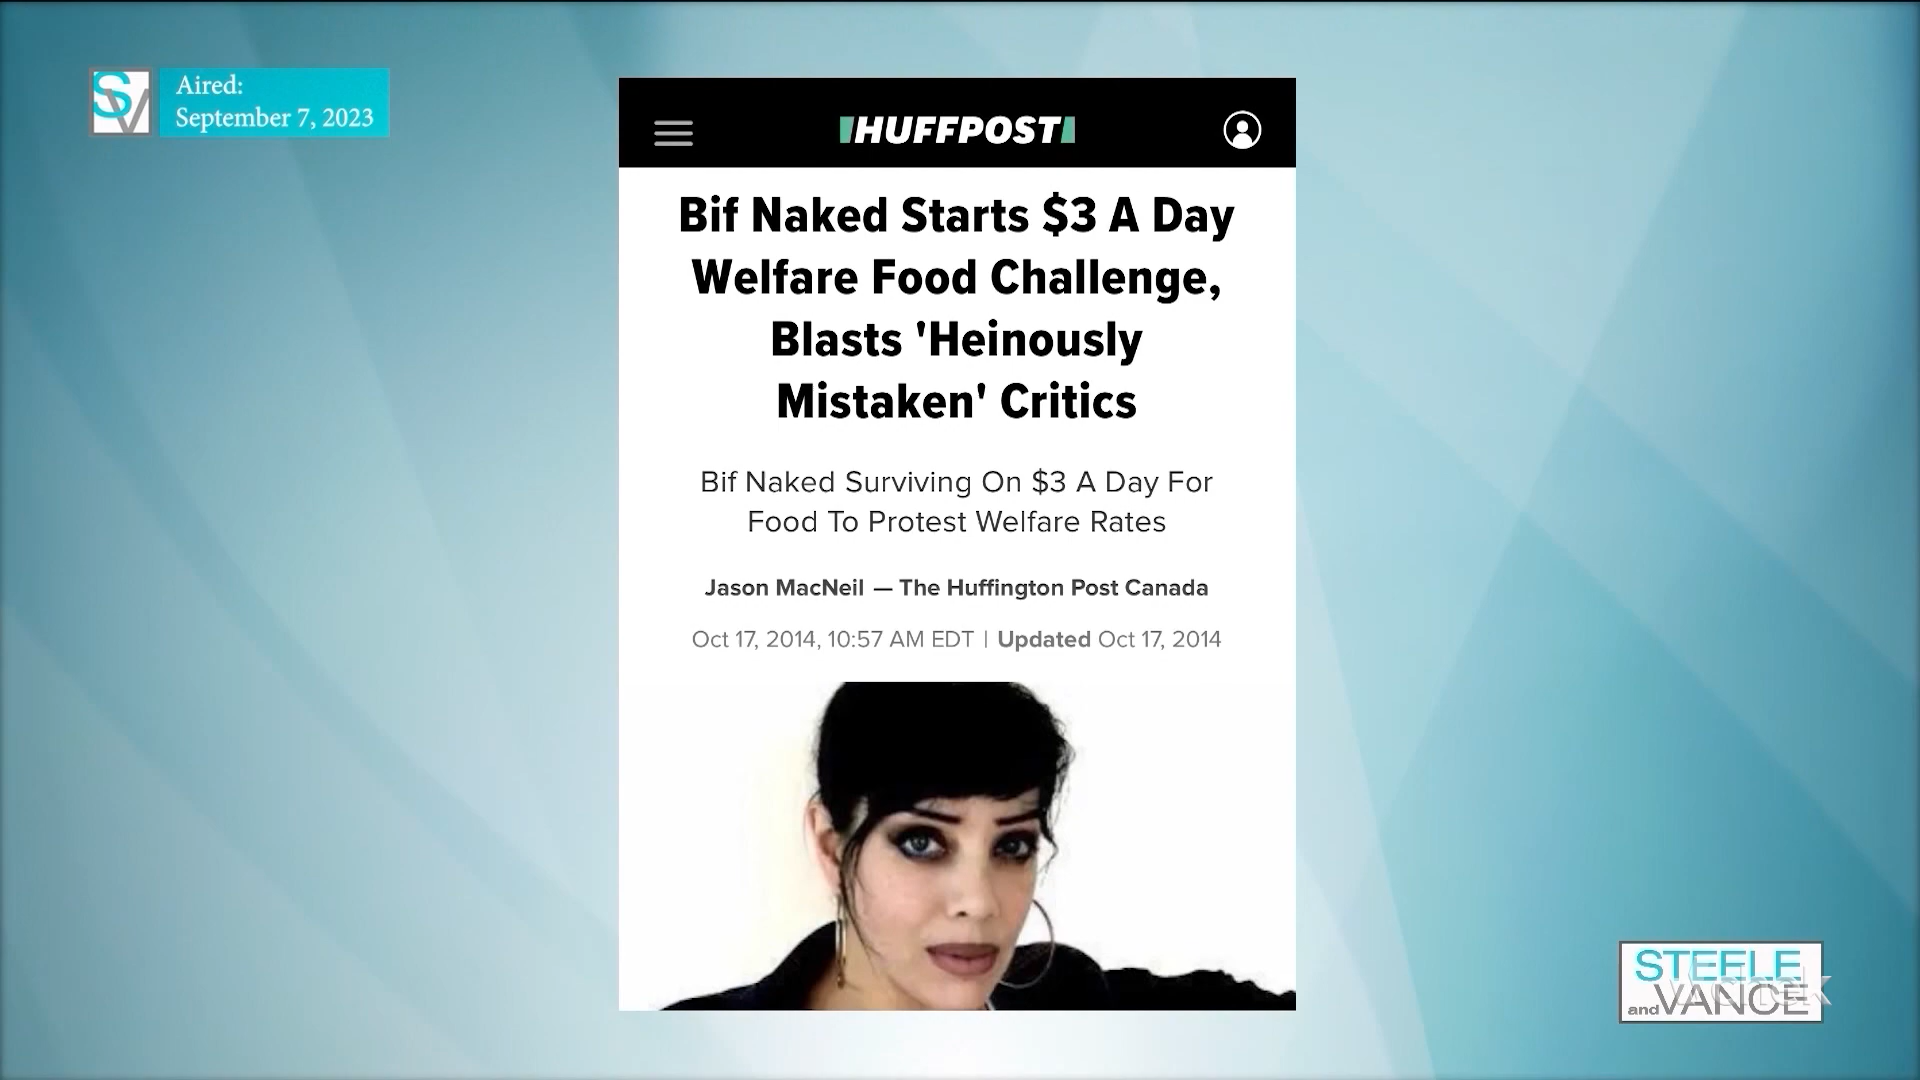 SV
Aired:
September 7, 2023
HUFFPOST
Bif Naked Starts $3 A Day
Welfare Food Challenge,
Blasts 'Heinously
Mistaken' Critics
Bif Naked Surviving On $3 A Day For
Food To Protest Welfare Rates
Jason MacNeil — The Huffington Post Canada
Oct 17, 2014, 10:57 AM EDT | Updated Oct 17, 2014
STEELE
and VANCE